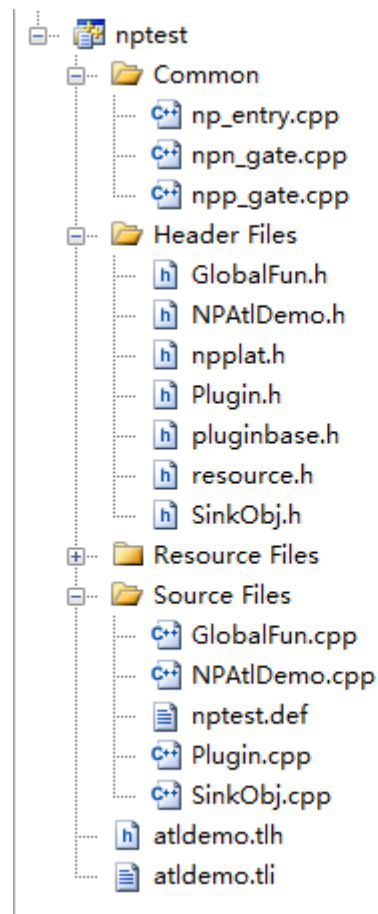 nptest
Common
C++ np_entry.cpp
C++ npn_gate.cpp
C++ npp_gate.cpp
Header Files
h GlobalFun.h
h NPAtlDemo.h
h npplat.h
h Plugin.h
h pluginbase.h
h resource.h
h SinkObj.h
Resource Files
Source Files
C++ GlobalFun.cpp
C++ NPAtlDemo.cpp
nptest.def
C++ Plugin.cpp
C++ SinkObj.cpp
h atldemo.tlh
atldemo.tli